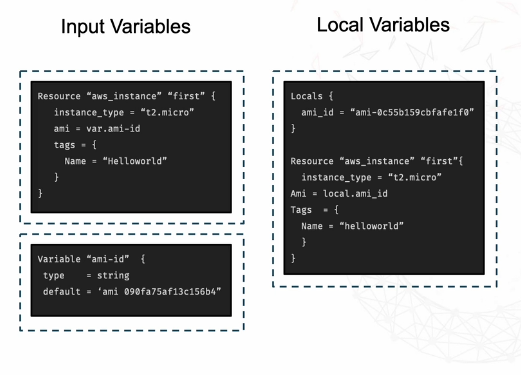 Input Variables
Resource “aws_instance” “first” {
instance_type = “t2.micro”
ami = var.ami-id
tags = {
Name = “Helloworld”
}
}
Variable “ami-id” {
type = string
default = ‘ami 090fa75af13c156b4”
}
Local Variables
Locals {
ami_id = “ami-0c55b159cbfafe1f0”
}
Resource “aws_instance” “first”{
instance_type = “t2.micro”
Ami = local.ami_id
Tags = {
Name = “helloworld”
}
}